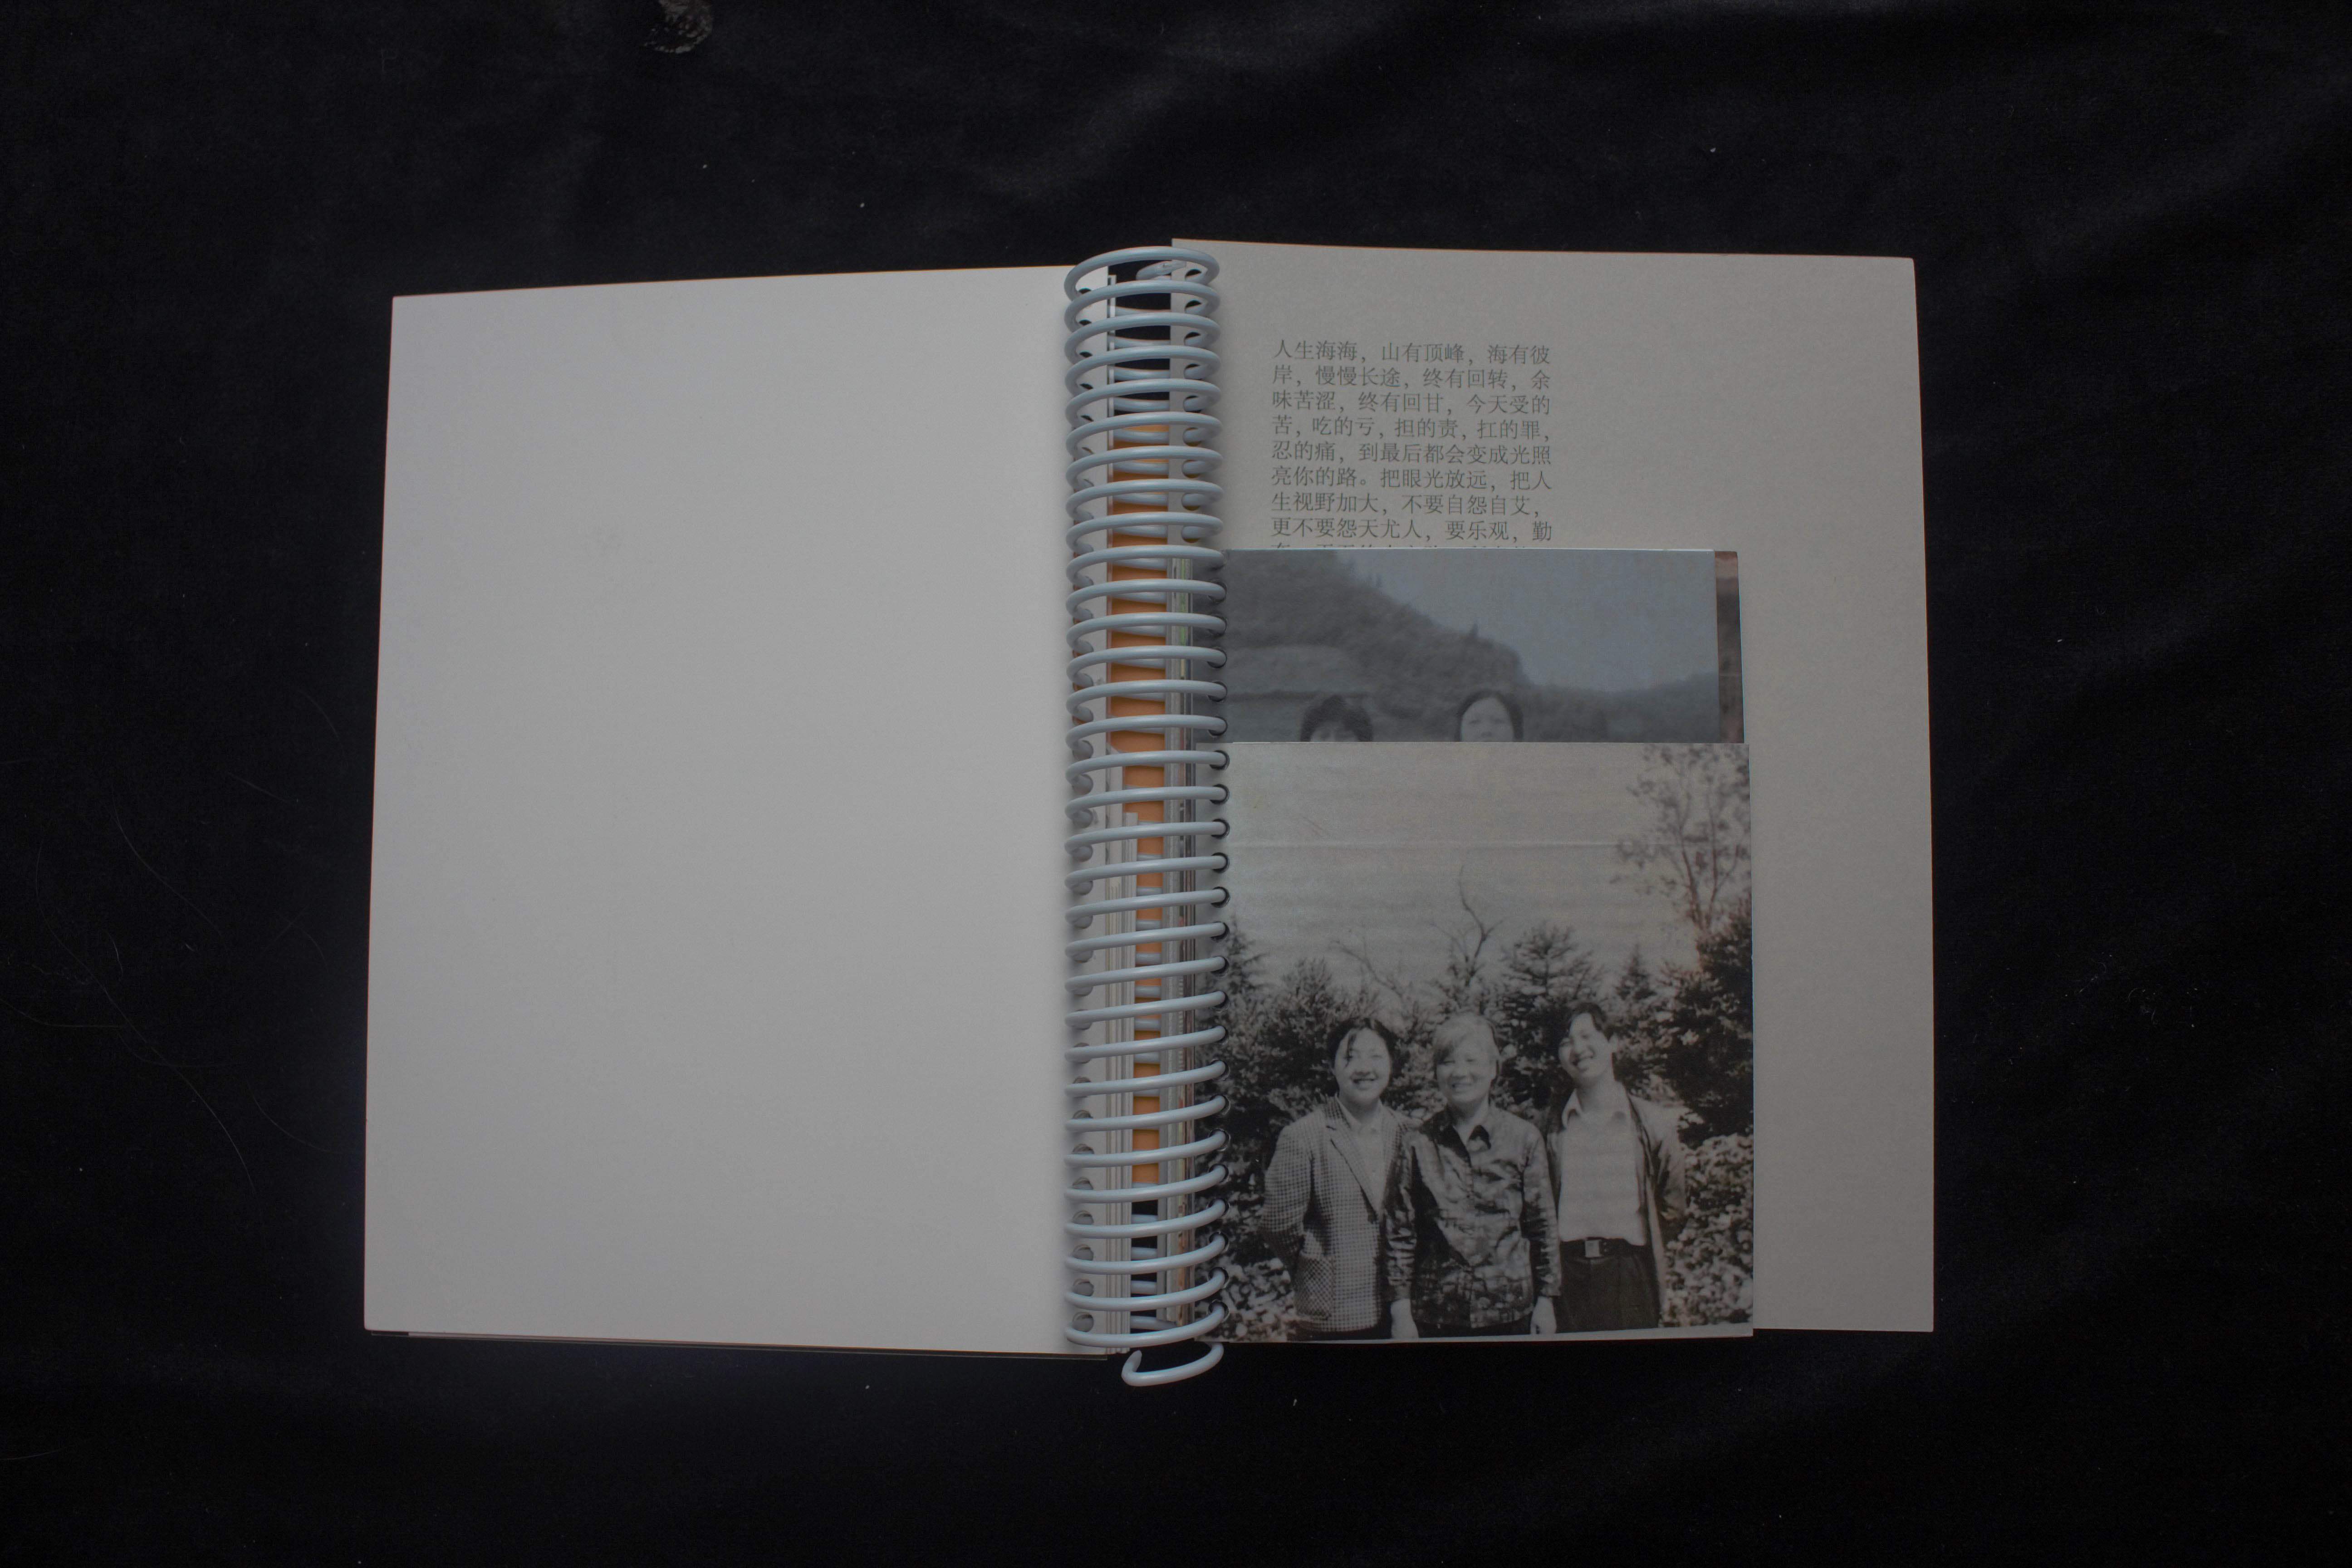 人生海海，山有顶峰，海有彼
岸，慢慢长途，终有回转，余
味苦涩，终有回甘，今天受的
苦，吃的亏，担的责，扛的罪，
忍的痛，到最后都会变成光照
亮你的路。把眼光放远，把人
生视野加大，不要自怨自艾，
更不要怨天尤人，要乐观，勤